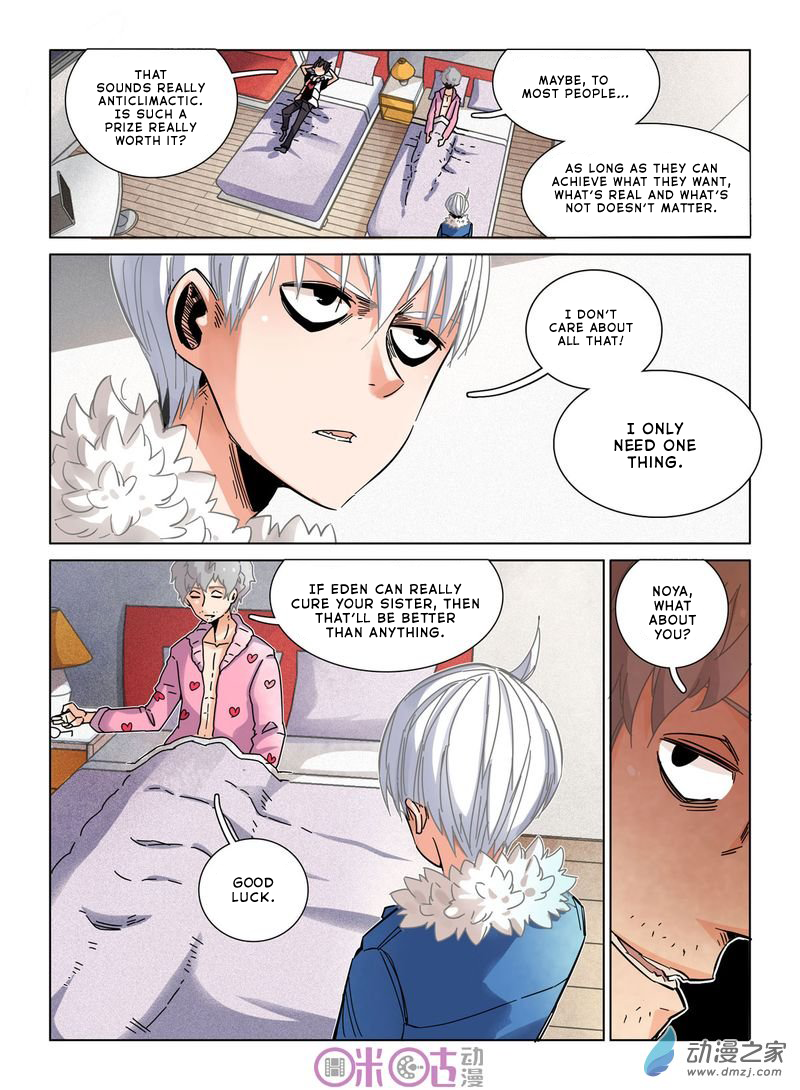 THAT
SOUNDS REALLY
ANTICLIMACTIC.
IS SUCH A
PRIZE REALLY
WORTH IT?
MAYBE, TO
MOST PEOPLE...
AS LONG AS THEY CAN
ACHIEVE WHAT THEY WANT,
WHAT'S REAL AND WHAT'S
NOT DOESN'T MATTER.
I DON'T
CARE ABOUT
ALL THAT!
I ONLY
NEED ONE
THING.
IF EDEN CAN REALLY
CURE YOUR SISTER, THEN
THAT'LL BE BETTER
THAN ANYTHING.
GOOD
LUCK.
NOYA,
WHAT
ABOUT
YOU?
咪咕动漫
动漫之家
www.dmzj.com